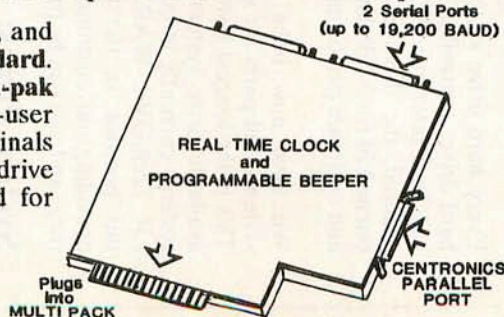 2 Serial Ports
(up to 19,200 BAUD)
, and
dard.
-pak
-user
inals
drive
d for
REAL TIME CLOCK
and
PROGRAMMABLE BEEPER
CENTRONICS
PARALLEL
PORT
Plugs
into
MULTI PACK